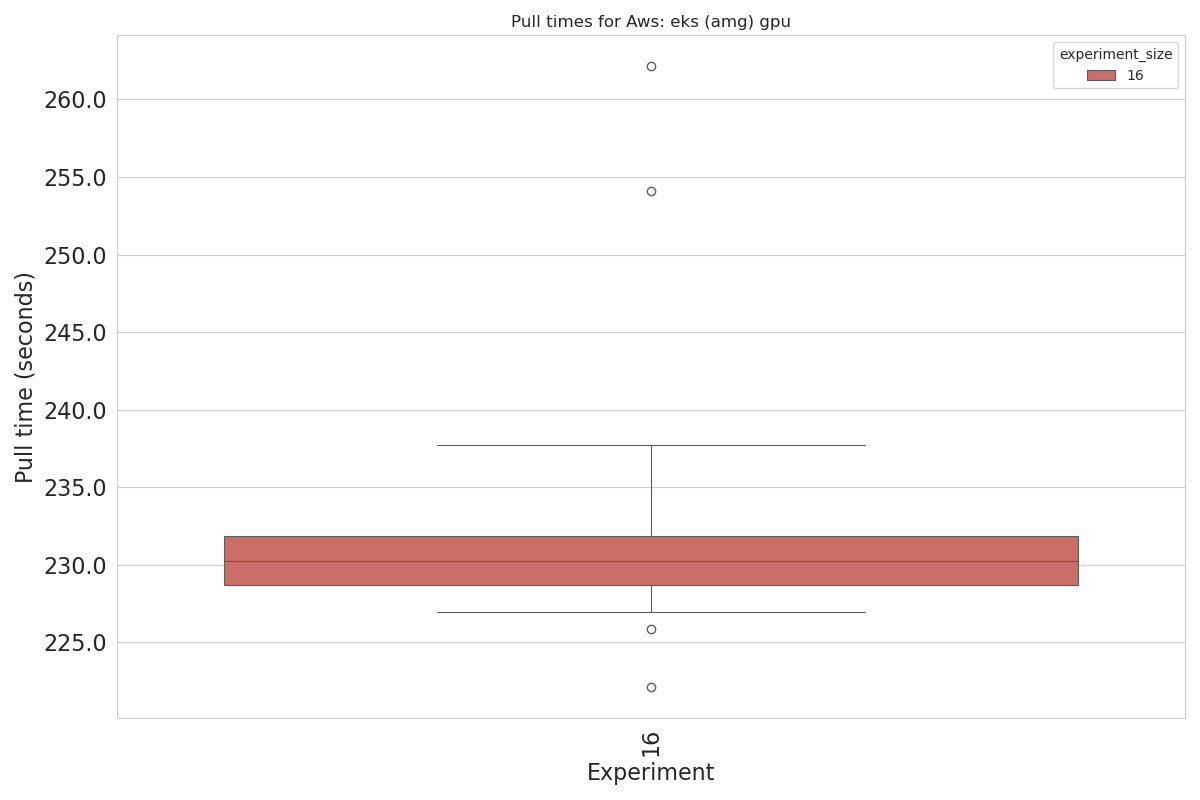 Pull times for Aws: eks (amg) gpu
experiment_size
16
260.0
255.0
250.0
245.0
240.0
235.0
230.0
225.0
Pull time (seconds)
16
Experiment